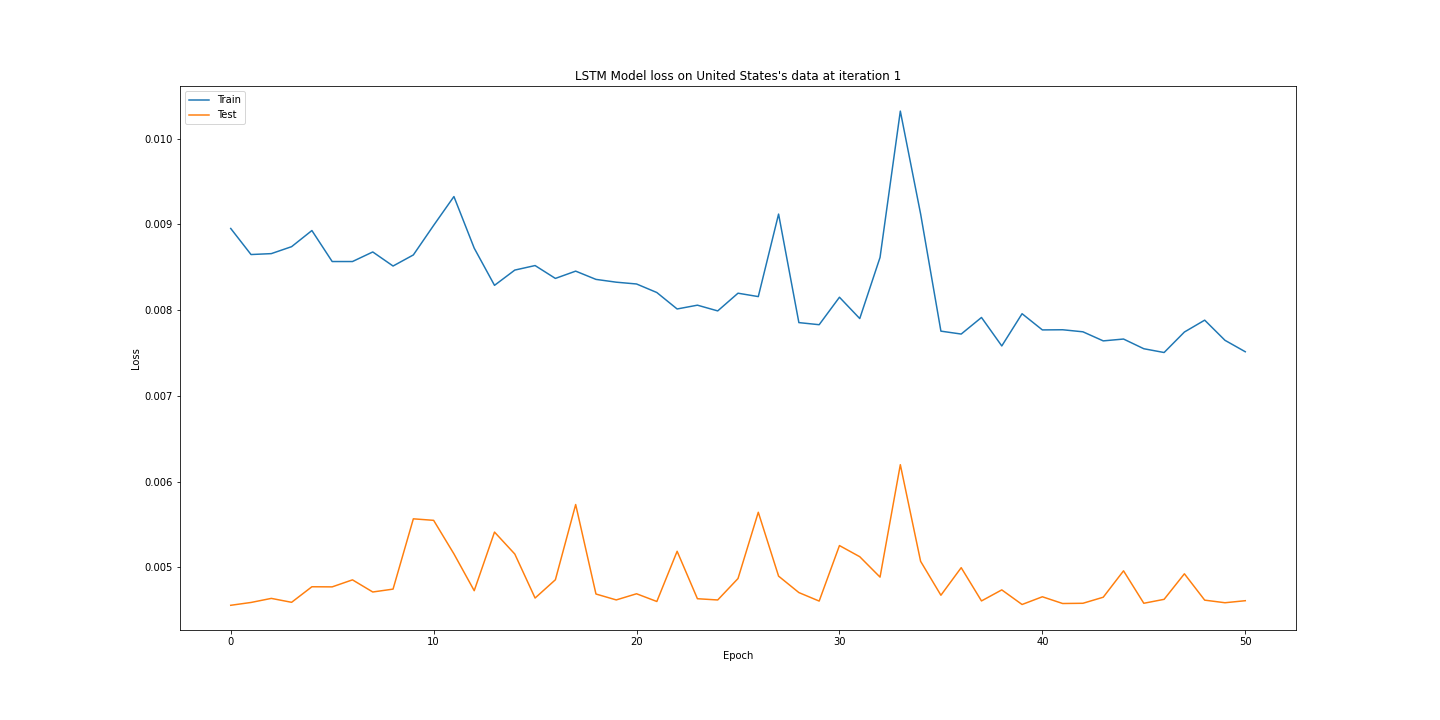 LSTM Model loss on United States's data at iteration 1
Train
Test
0.010
0.009
0.008
0.007
0.006
0.005
Loss
0 10 20 30 40 50
Epoch